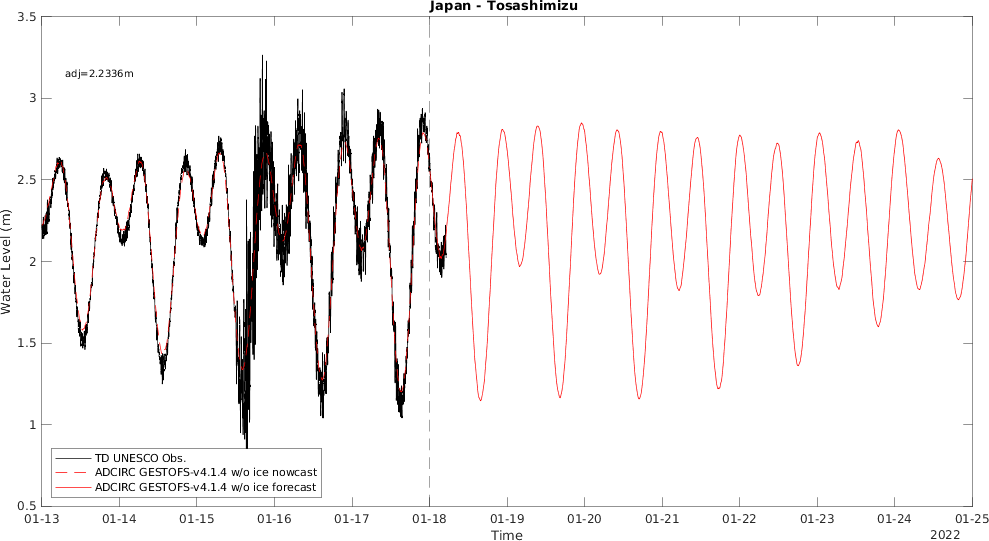 Japan - Tosashimizu
adj=2.2336m
3.5
3
2.5
2
1.5
1
0.5
Water Level (m)
TD UNESCO Obs.
ADCIRC GESTOFS-v4.1.4 w/o ice nowcast
ADCIRC GESTOFS-v4.1.4 w/o ice forecast
01-13 01-14 01-15 01-16 01-17 01-18 01-19 01-20 01-21 01-22 01-23 01-24 01-25
Time
2022